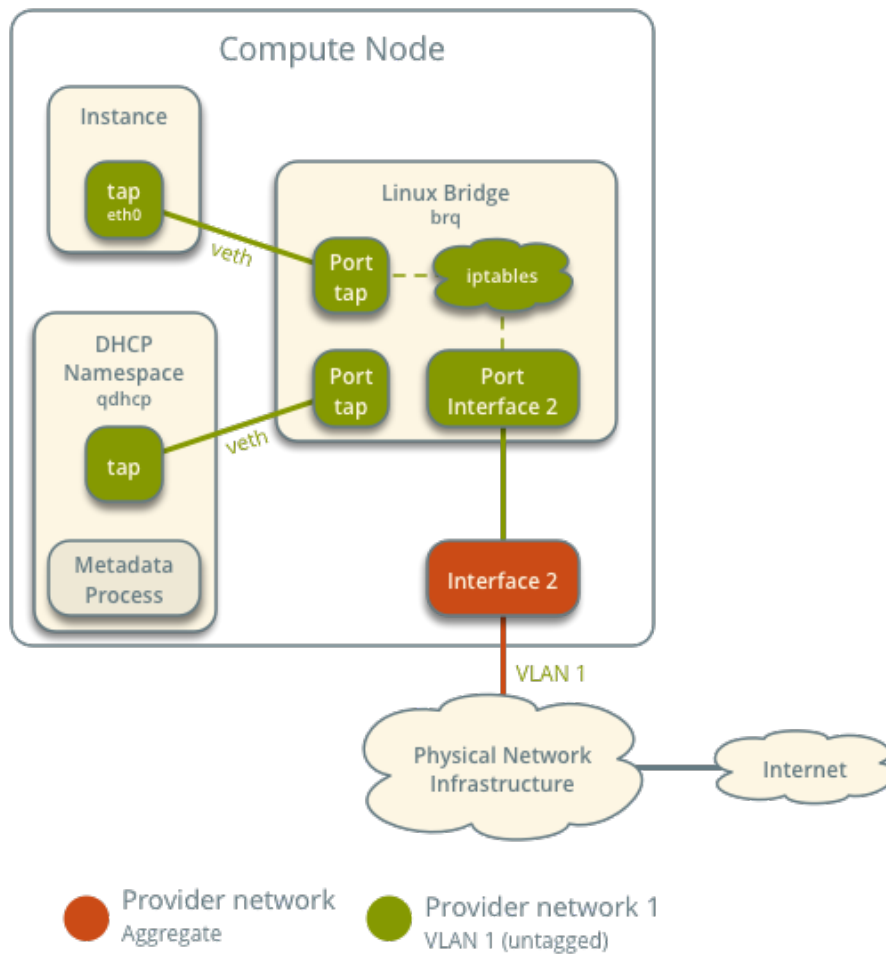 Compute Node
Instance
tap
eth0
veth
Linux Bridge
brq
Port
tap
iptables
DHCP
Namespace
qdhcp
tap
veth
Port
tap
Port
Interface 2
Metadata
Process
Interface 2
VLAN 1
Physical Network
Infrastructure
Internet
Provider network
Aggregate
Provider network 1
VLAN 1 (untagged)